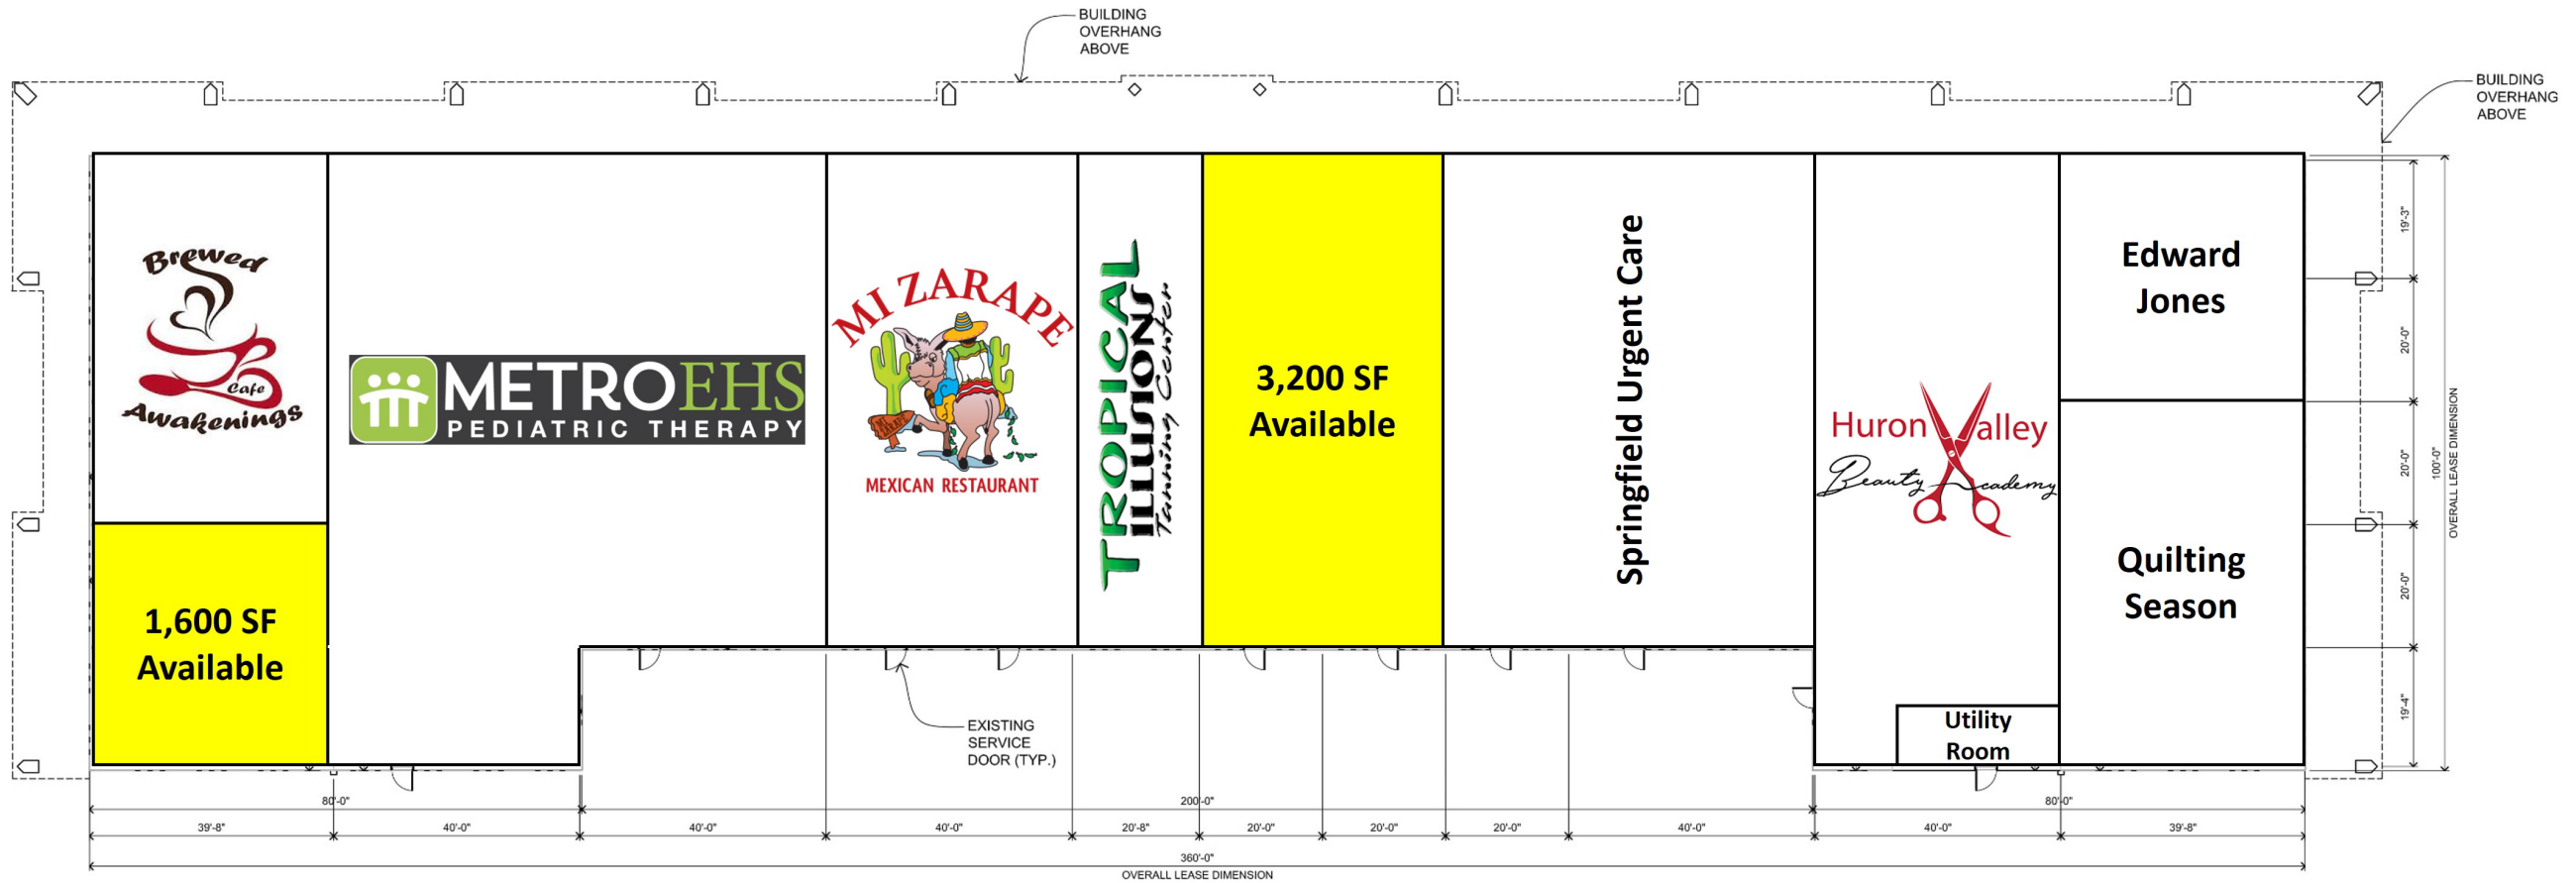 BUILDING
OVERHANG
ABOVE
BUILDING
OVERHANG
ABOVE
Brewed
Cafe
Awakenings
1,600 SF
Available
METROEHS
PEDIATRIC THERAPY
MI ZARAPE
MI
ZARAPE
MEXICAN RESTAURANT
TROPICAL
ILLUSIONS
Tanning Center
3,200 SF
Available
Springfield Urgent Care
Huron Valley
Beauty Academy
Utility
Room
Edward
Jones
Quilting
Season
EXISTING
SERVICE
DOOR (TYP.)
19'-3"
20'-0"
20'-0"
20'-0"
19'-4"
100'-0"
OVERALL LEASE DIMENSION
80'-0"
200'-0"
80'-0"
39'-8"
40'-0"
40'-0"
40'-0"
20'-8"
20'-0"
20'-0"
20'-0"
40'-0"
40'-0"
39'-8"
360'-0"
OVERALL LEASE DIMENSION